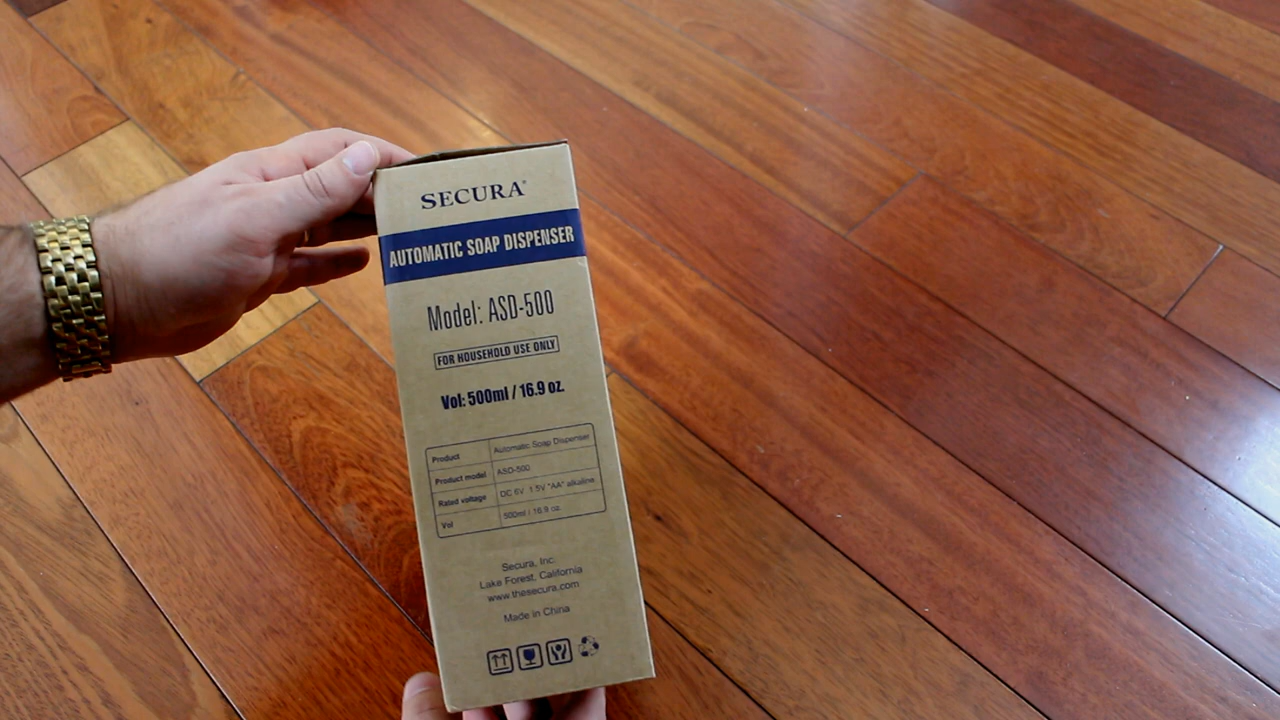 SECURA®
AUTOMATIC SOAP DISPENSER
Model: ASD-500
FOR HOUSEHOLD USE ONLY
Vol: 500ml / 16.9 oz.
Product Automatic Soap Dispenser
Product model ASD-500
Rated voltage DC 6V 1.5V "AA" alkaline
Vol 500ml / 16.9 oz.
Secura, Inc.
Lake Forest, California
www.thesecura.com
Made in China